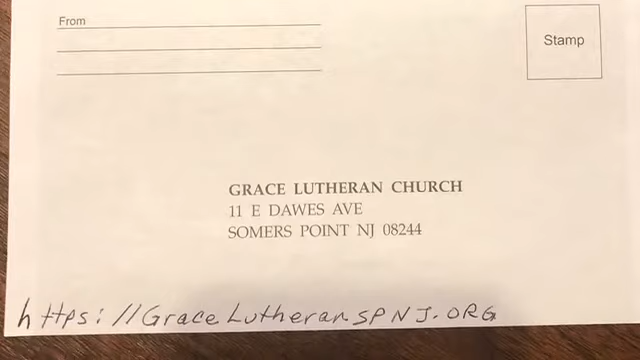 From
Stamp
GRACE LUTHERAN CHURCH
11 E DAWES AVE
SOMERS POINT NJ 08244
https://GraceLutheranSPNJ.ORG